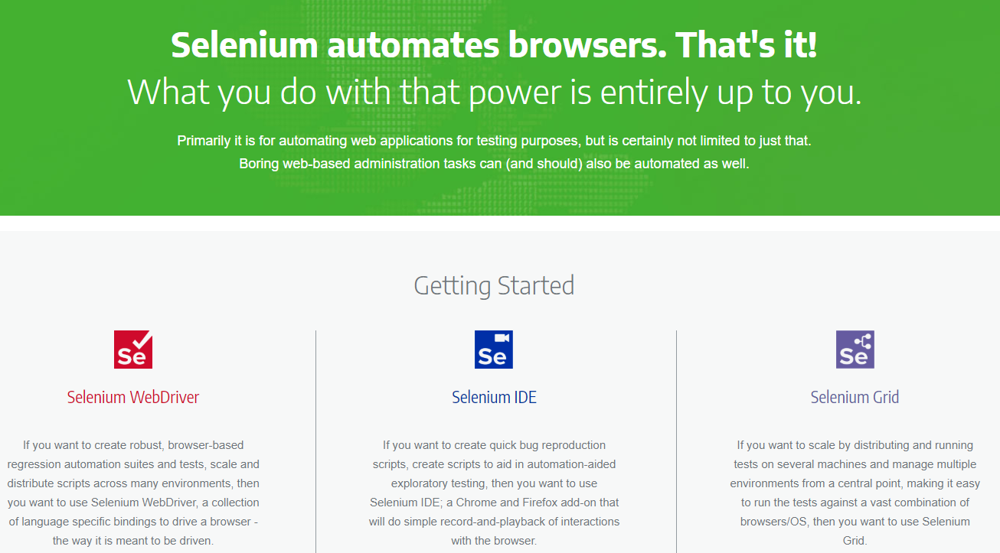 Selenium automates browsers. That's it!
What you do with that power is entirely up to you.
Primarily it is for automating web applications for testing purposes, but is certainly not limited to just that.
Boring web-based administration tasks can (and should) also be automated as well.
Getting Started
Se
Selenium WebDriver
If you want to create robust, browser-based
regression automation suites and tests, scale and
distribute scripts across many environments, then
you want to use Selenium WebDriver, a collection
of language specific bindings to drive a browser -
the way it is meant to be driven.
Se
Selenium IDE
If you want to create quick bug reproduction
scripts, create scripts to aid in automation-aided
exploratory testing, then you want to use
Selenium IDE; a Chrome and Firefox add-on that
will do simple record-and-playback of interactions
with the browser.
Se
Selenium Grid
If you want to scale by distributing and running
tests on several machines and manage multiple
environments from a central point, making it easy
to run the tests against a vast combination of
browsers/OS, then you want to use Selenium
Grid.